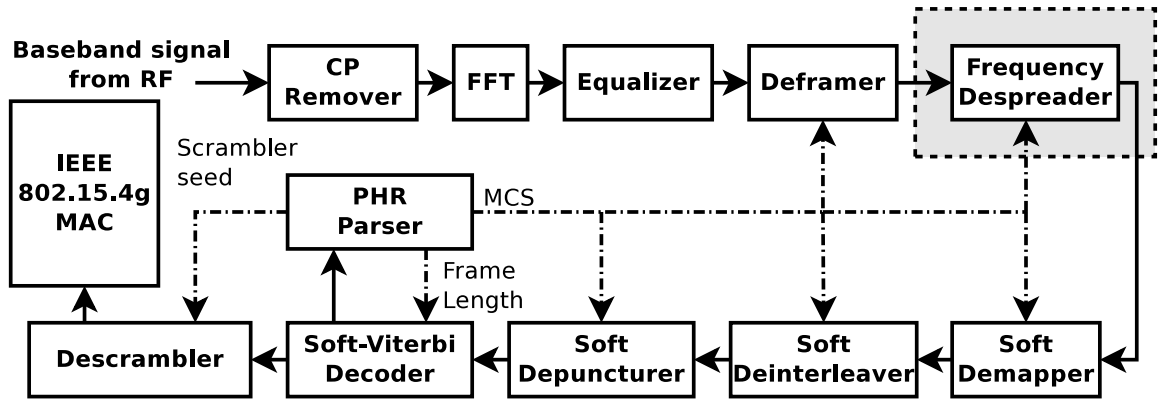 Baseband signal
from RF
CP
Remover
FFT
Equalizer
Deframer
Frequency
Despreader
IEEE
802.15.4g
MAC
Scrambler
seed
PHR
Parser
MCS
Frame
Length
Descrambler
Soft-Viterbi
Decoder
Soft
Depuncturer
Soft
Deinterleaver
Soft
Demapper